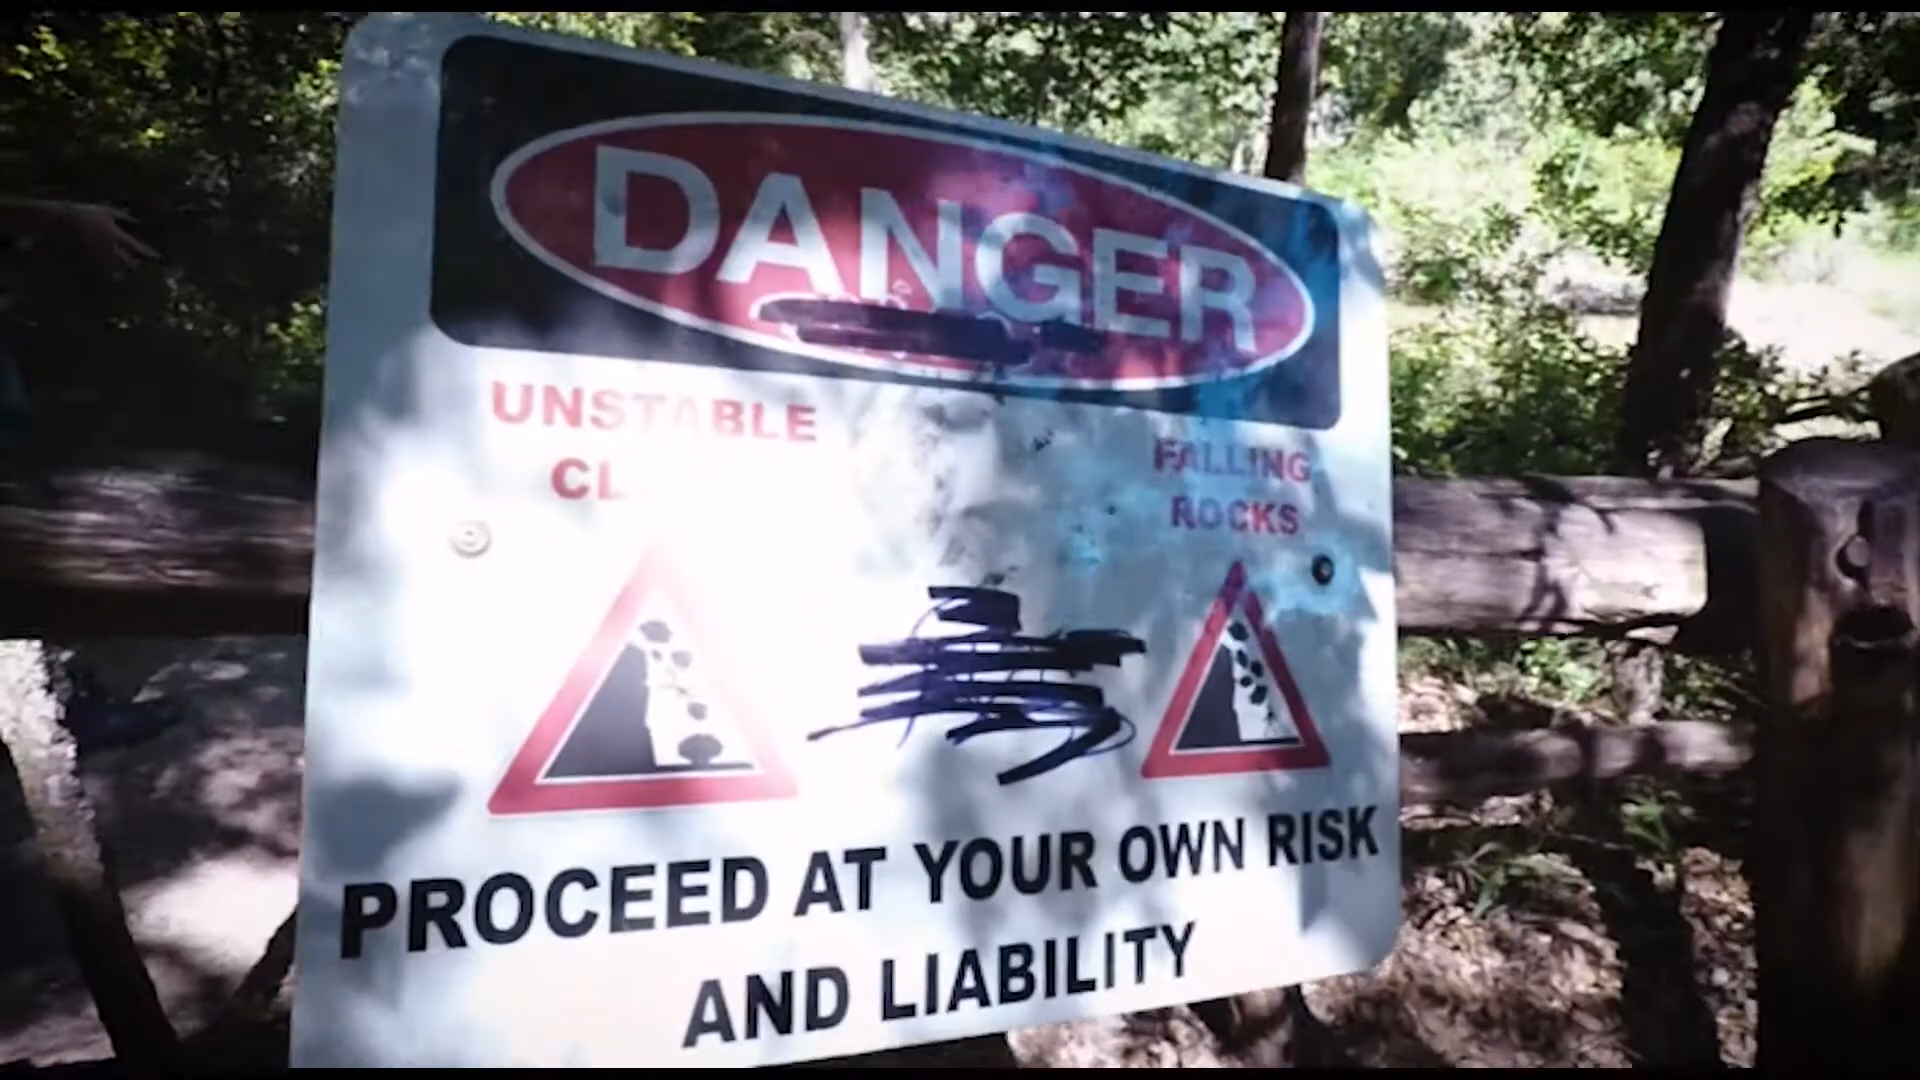 DANGER
UNSTABLE
FALLING
ROCKS
PROCEED AT YOUR OWN RISK
AND LIABILITY